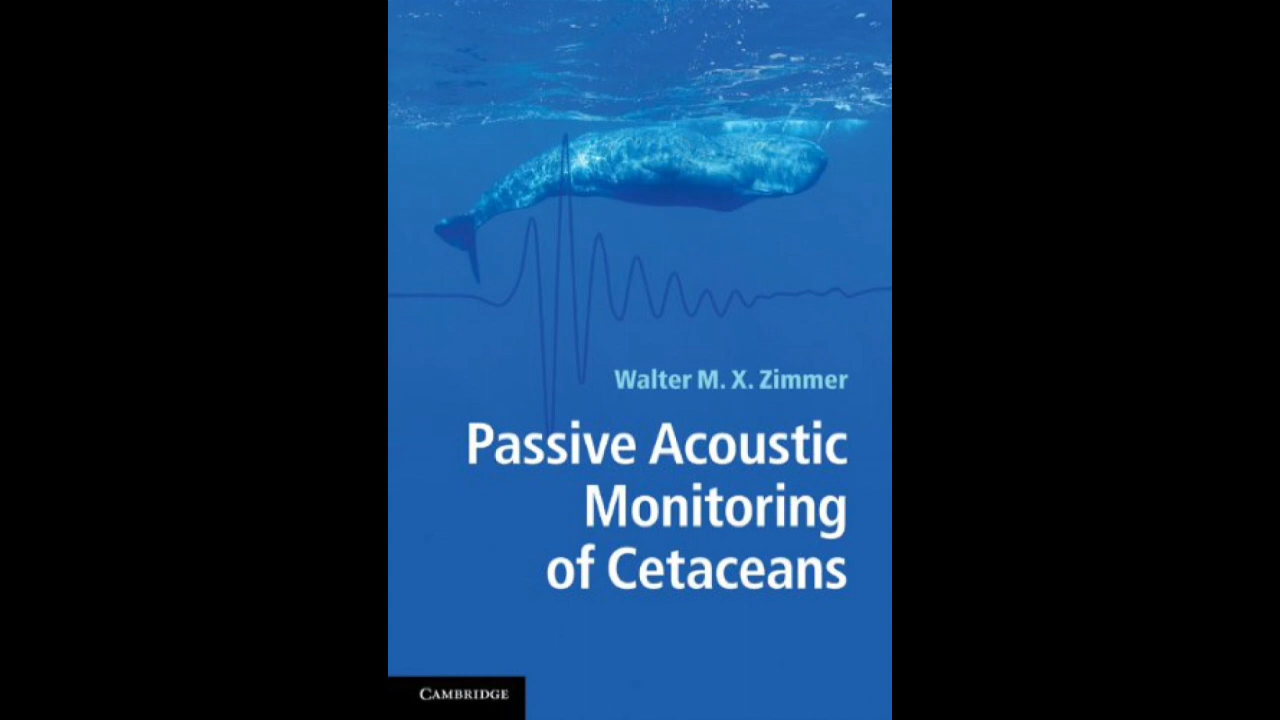 Walter M. X. Zimmer
Passive Acoustic
Monitoring
of Cetaceans
CAMBRIDGE